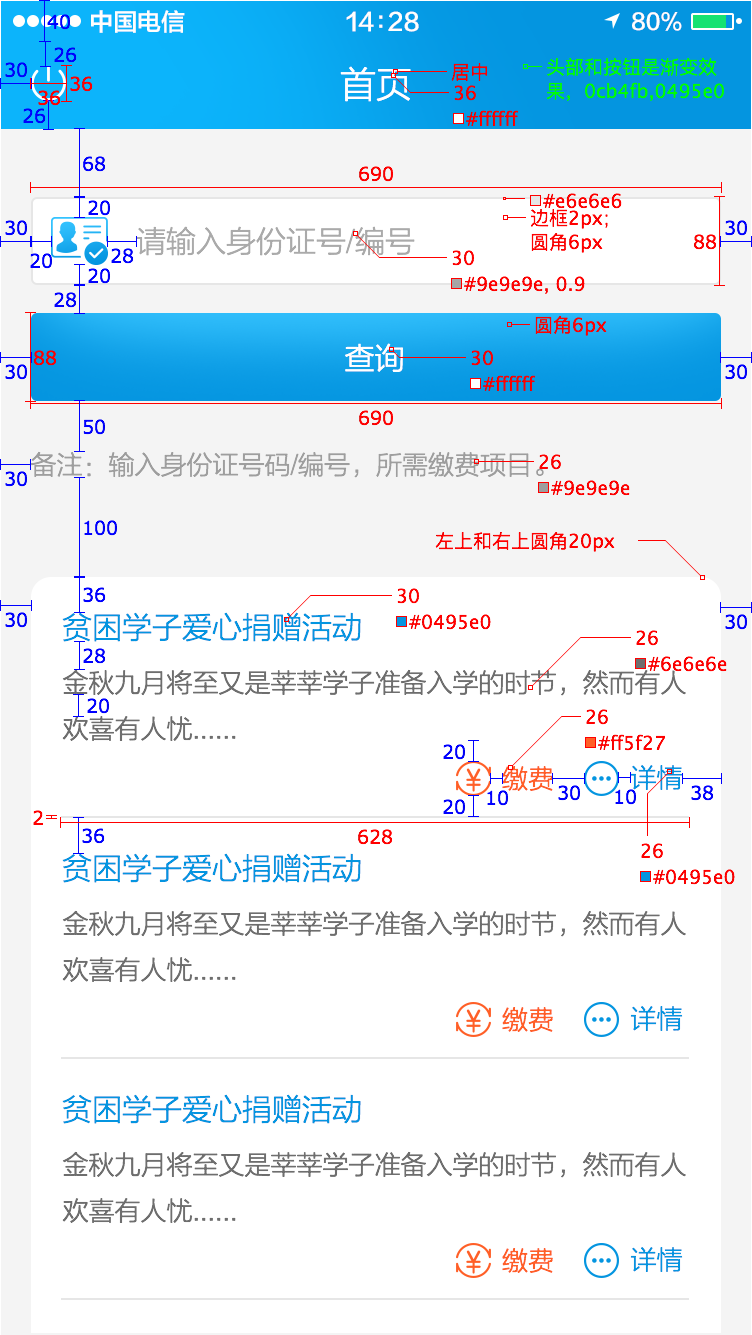 40 中国电信 14:28 80%
26
30 36 首页 居中 头部和按钮是渐变效
36 36 果，0cb4fb,0495e0
26 #ffffff
68
690
20 #e6e6e6
30 请输入身份证号/编号 边框2px; 30
20 28 圆角6px 88
20 30
28 #9e9e9e, 0.9
圆角6px
88 查询 30
30 #ffffff 30
690
50
备注：输入身份证号码/编号，所需缴费项目。 26
30 #9e9e9e
100
左上和右上圆角20px
36 30
30 贫困学子爱心捐赠活动 #0495e0 30
28 26
#6e6e6e
金秋九月将至又是莘莘学子准备入学的时节，然而有人
20 26
欢喜有人忧......
#ff5f27
20
缴费 详情
20 10 30 10 38
2
36 628
26
贫困学子爱心捐赠活动 #0495e0
金秋九月将至又是莘莘学子准备入学的时节，然而有人
欢喜有人忧......
缴费 详情
贫困学子爱心捐赠活动
金秋九月将至又是莘莘学子准备入学的时节，然而有人
欢喜有人忧......
缴费 详情